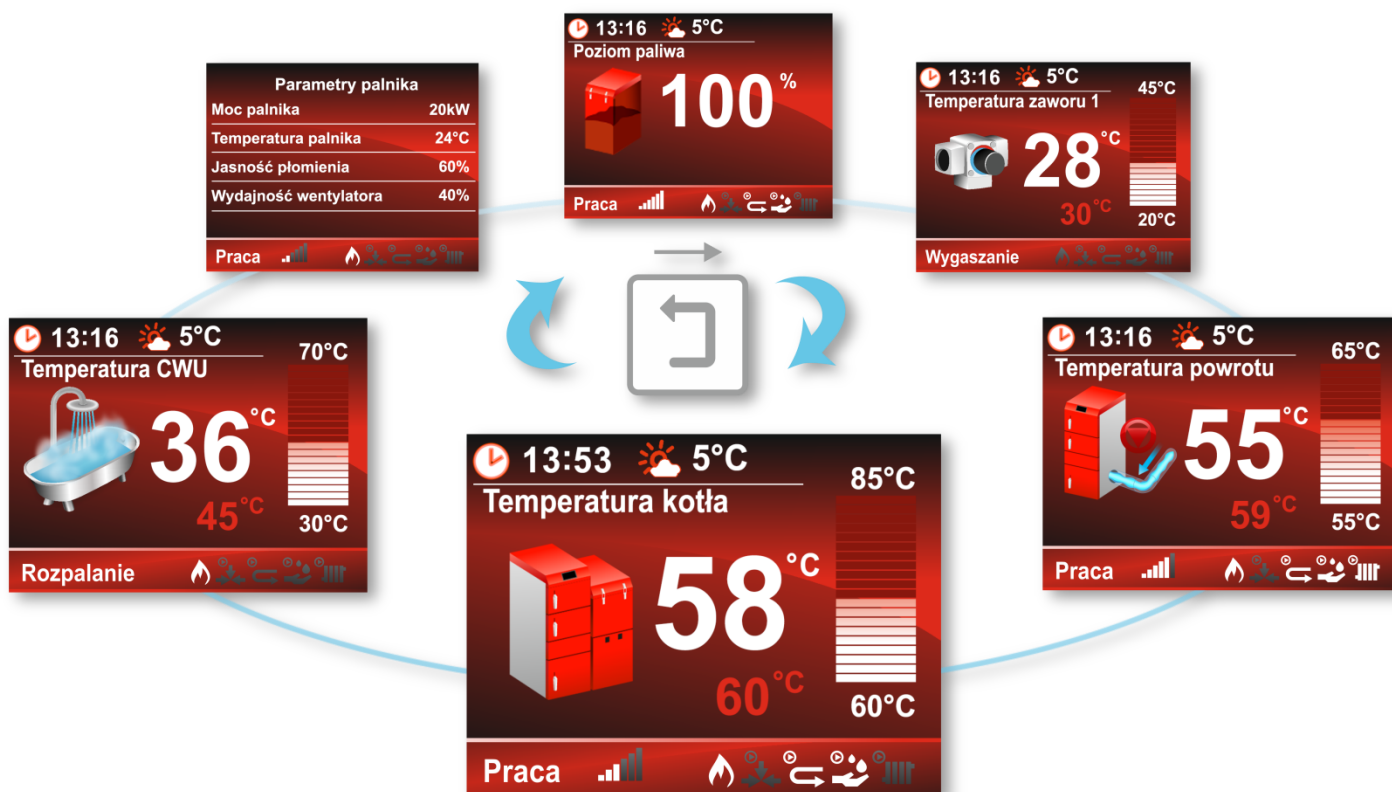 13:16 5°C
Poziom paliwa
100 %
Praca
Parametry palnika
Moc palnika 20kW
Temperatura palnika 24°C
Jasność płomienia 60%
Wydajność wentylatora 40%
Praca
13:16 5°C
Temperatura zaworu 1
45°C
28 °C
30 °C
20°C
Wygaszanie
13:16 5°C
Temperatura CWU
70°C
36 °C
45 °C
30°C
Rozpalanie
13:16 5°C
Temperatura powrotu
65°C
55 °C
59 °C
55°C
Praca
13:53 5°C
Temperatura kotła
85°C
58 °C
60 °C
60°C
Praca